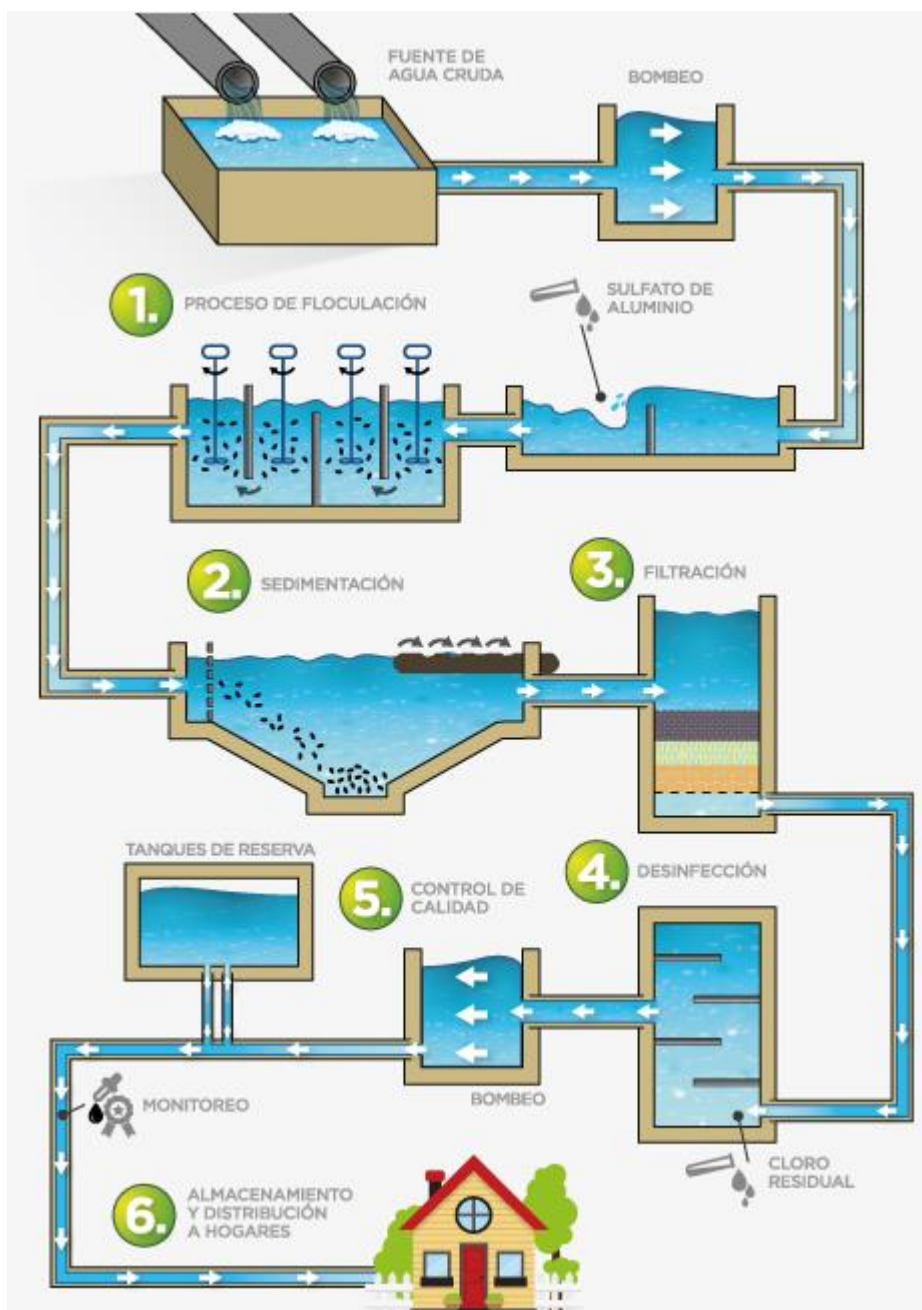 FUENTE DE
AGUA CRUDA
BOMBEO
1.
PROCESO DE FLOCULACIÓN
SULFATO DE
ALUMINIO
2.
SEDIMENTACIÓN
3.
FILTRACIÓN
TANQUES DE RESERVA
5.
CONTROL DE
CALIDAD
4.
DESINFECCIÓN
MONITOREO
BOMBEO
CLORO
RESIDUAL
6.
ALMACENAMIENTO
Y DISTRIBUCIÓN
A HOGARES